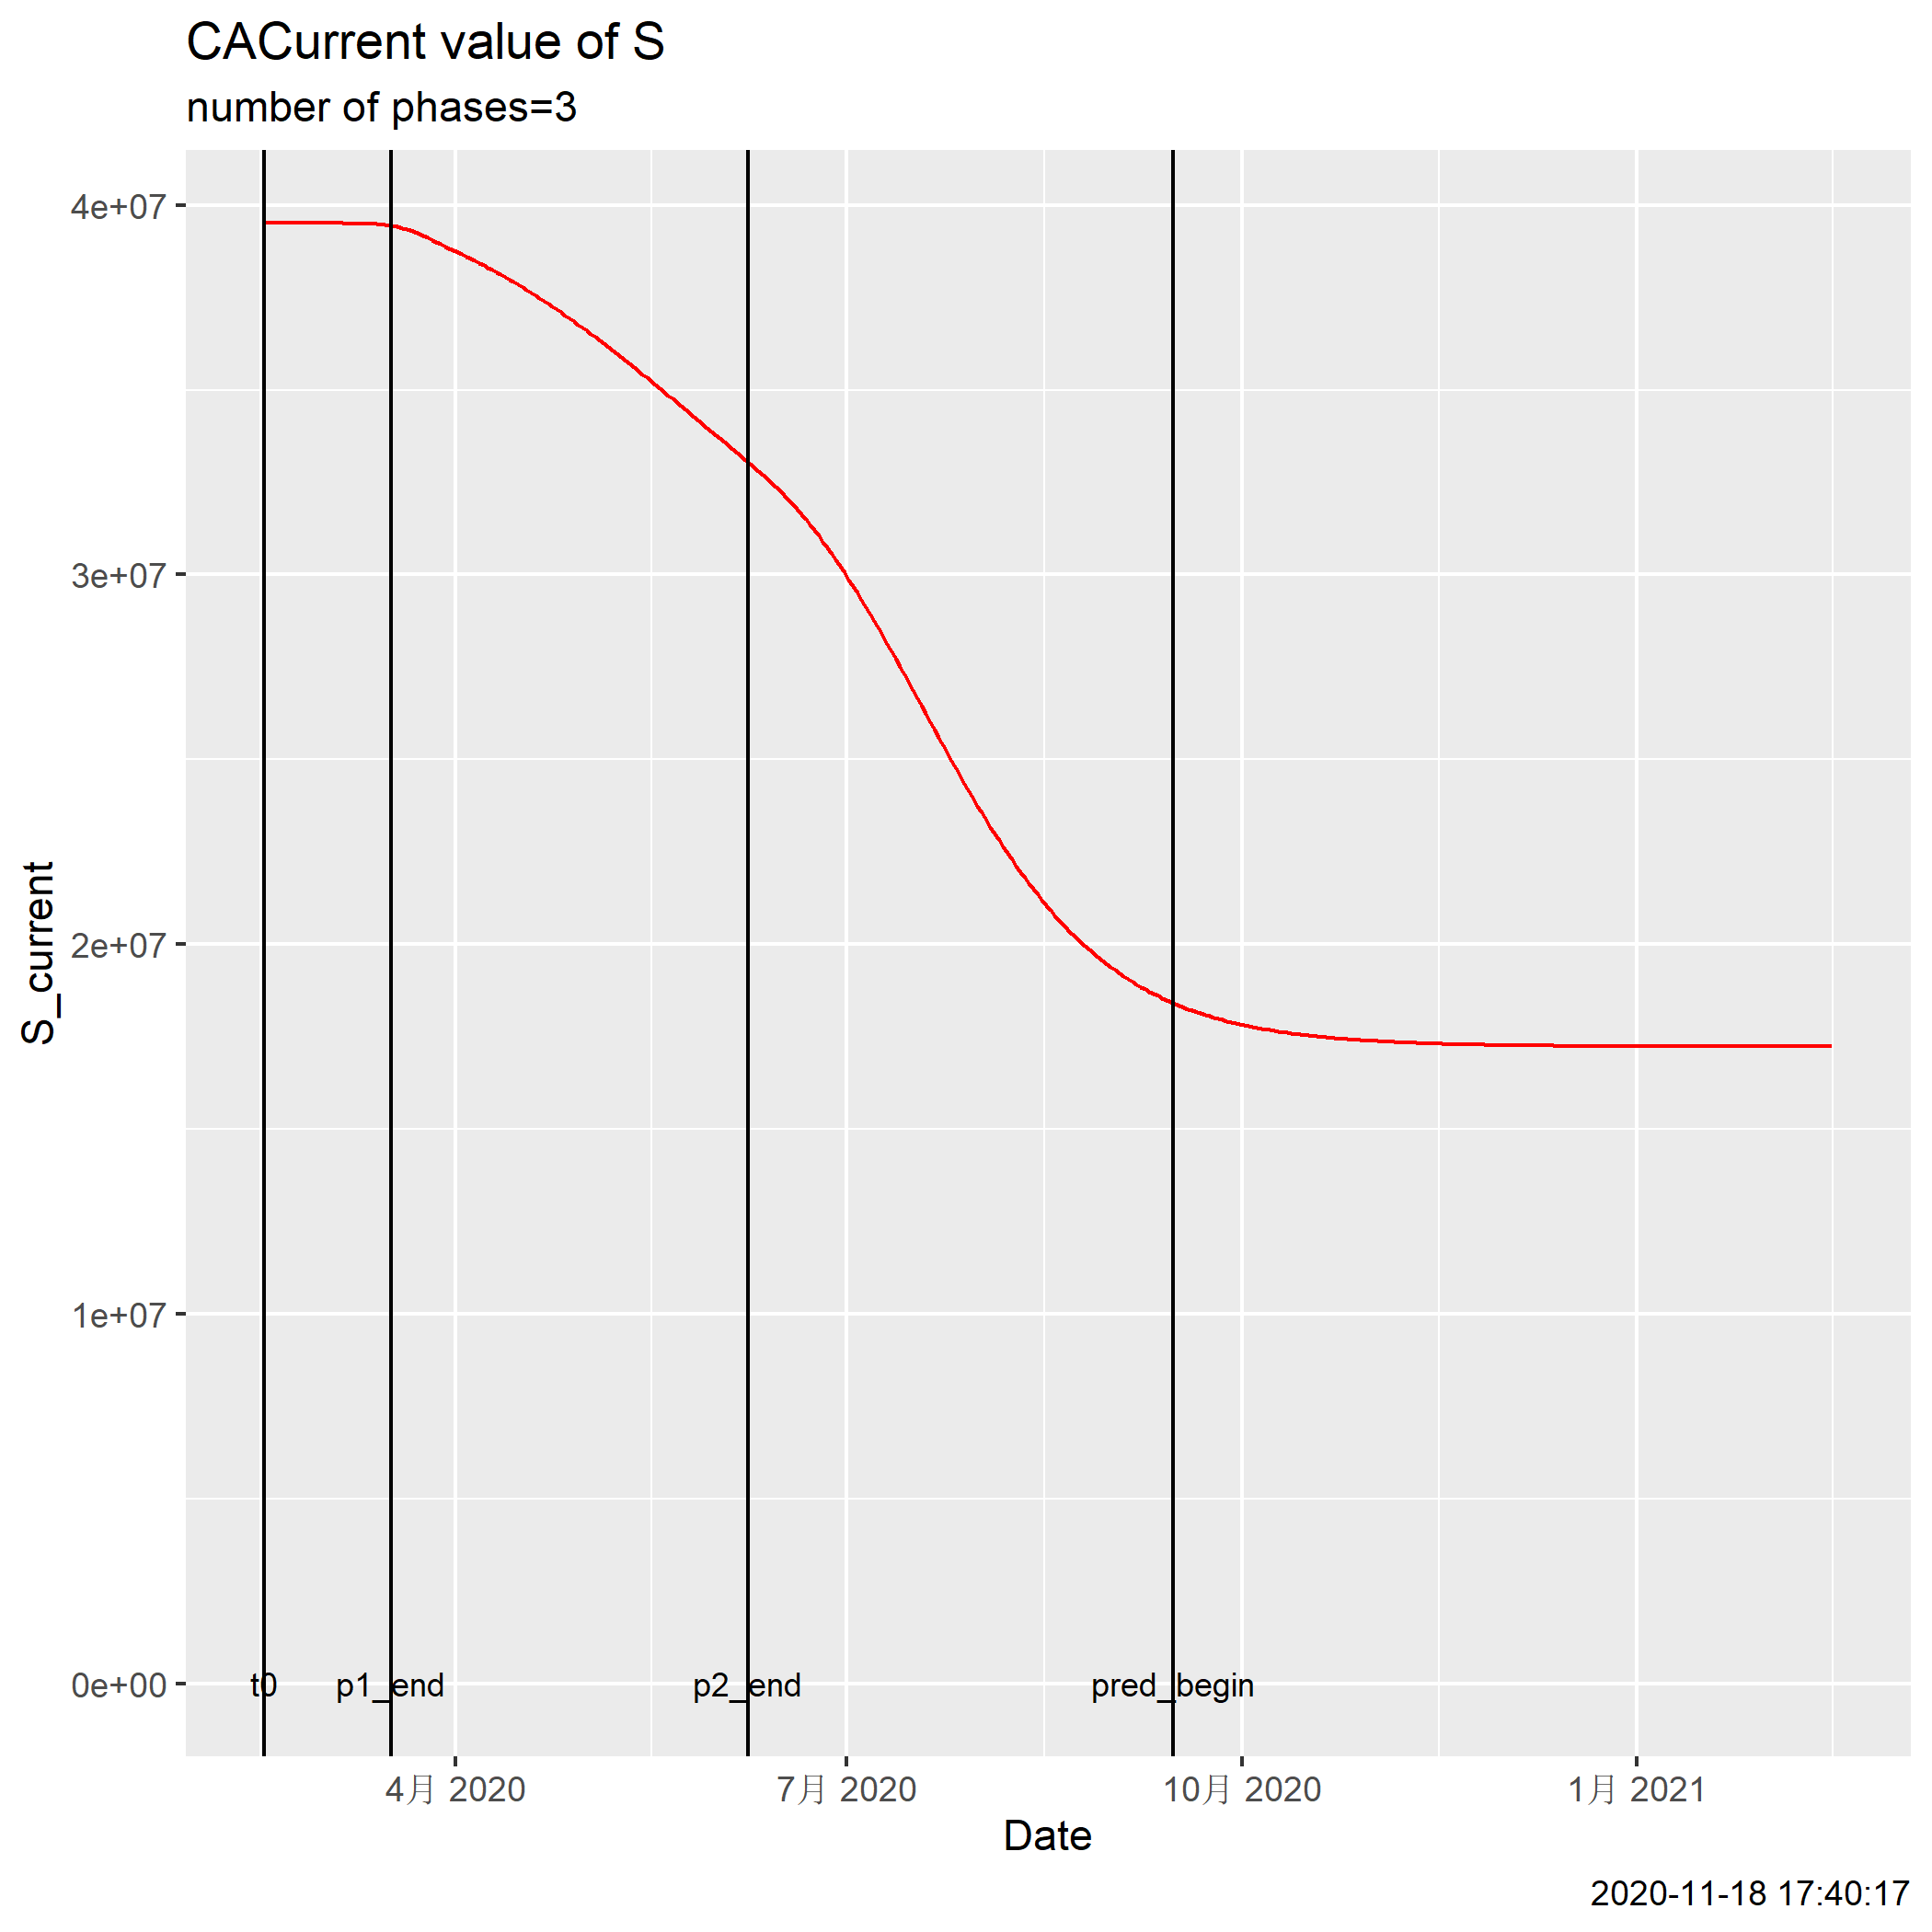 CACurrent value of S
number of phases=3
S_current
4e+07
3e+07
2e+07
1e+07
0e+00
t0
p1_end
p2_end
pred_begin
4月 2020
7月 2020
10月 2020
1月 2021
Date
2020-11-18 17:40:17